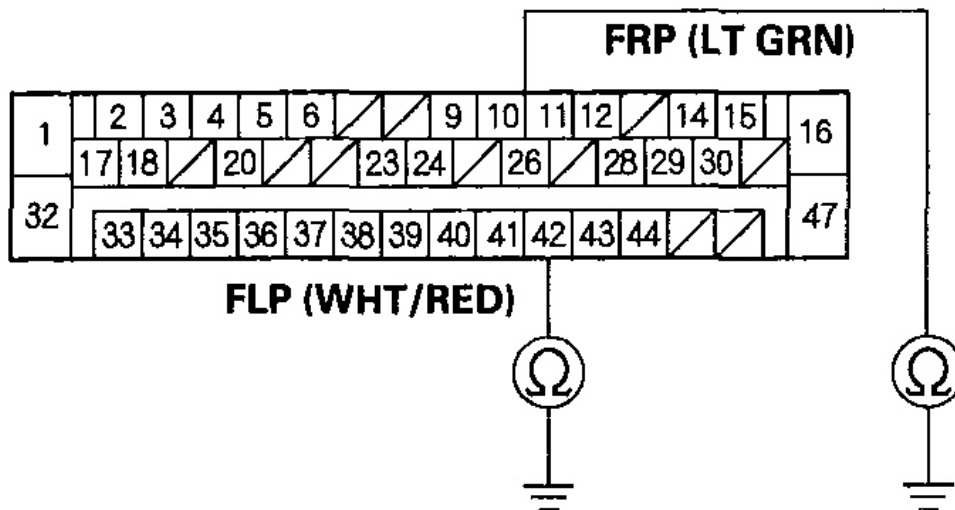 FRP (LT GRN)
1 2 3 4 5 6 9 10 11 12 14 15 16
17 18 20 23 24 26 28 29 30
32 33 34 35 36 37 38 39 40 41 42 43 44 47
FLP (WHT/RED)
Ω Ω